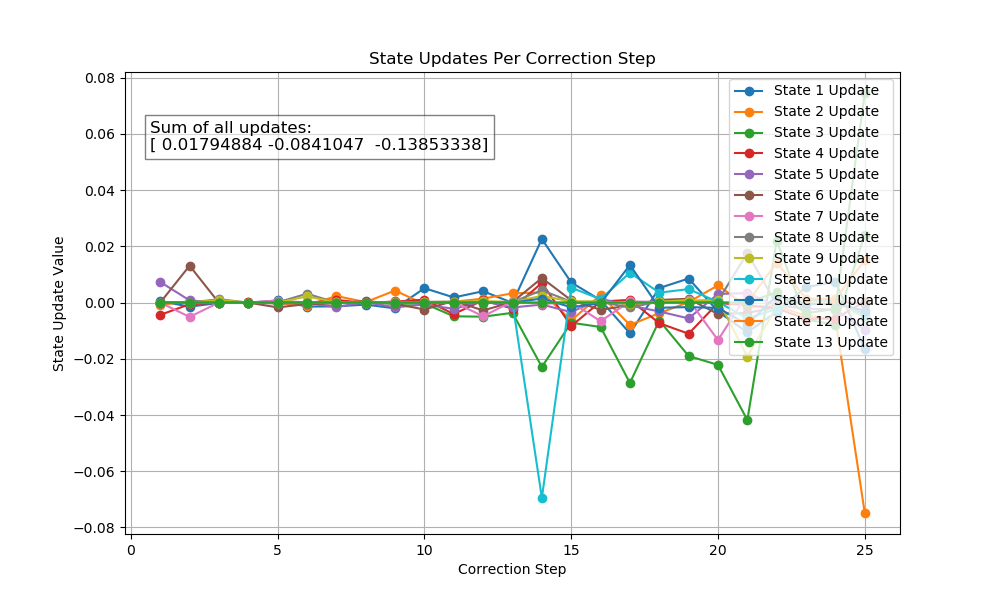 State Updates Per Correction Step
0.08
0.06
0.04
0.02
0.00
−0.02
−0.04
−0.06
−0.08
State Update Value
Sum of all updates:
[ 0.01794884 -0.0841047  -0.13853338]
State 1 Update
State 2 Update
State 3 Update
State 4 Update
State 5 Update
State 6 Update
State 7 Update
State 8 Update
State 9 Update
State 10 Update
State 11 Update
State 12 Update
State 13 Update
0 5 10 15 20 25
Correction Step